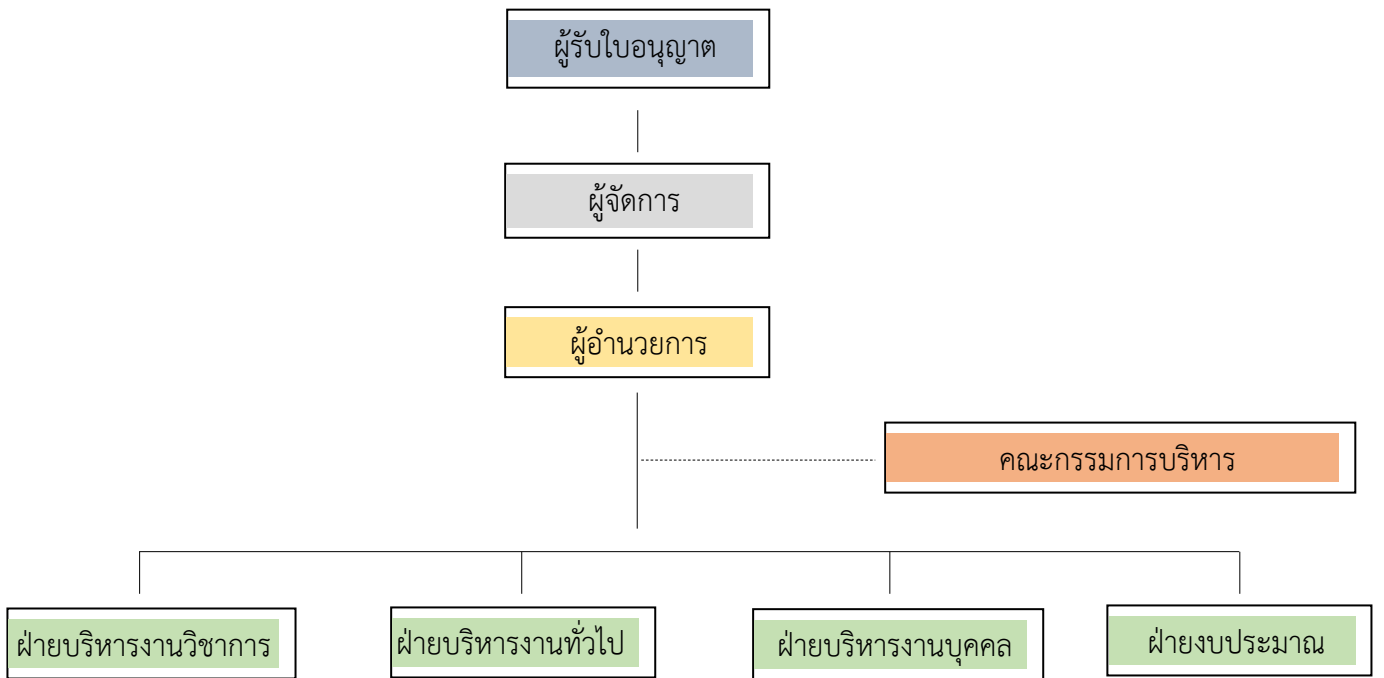 ผู้รับใบอนุญาต
ผู้จัดการ
ผู้อำนวยการ
คณะกรรมการบริหาร
ฝ่ายบริหารงานวิชาการ
ฝ่ายบริหารงานทั่วไป
ฝ่ายบริหารงานบุคคล
ฝ่ายงบประมาณ